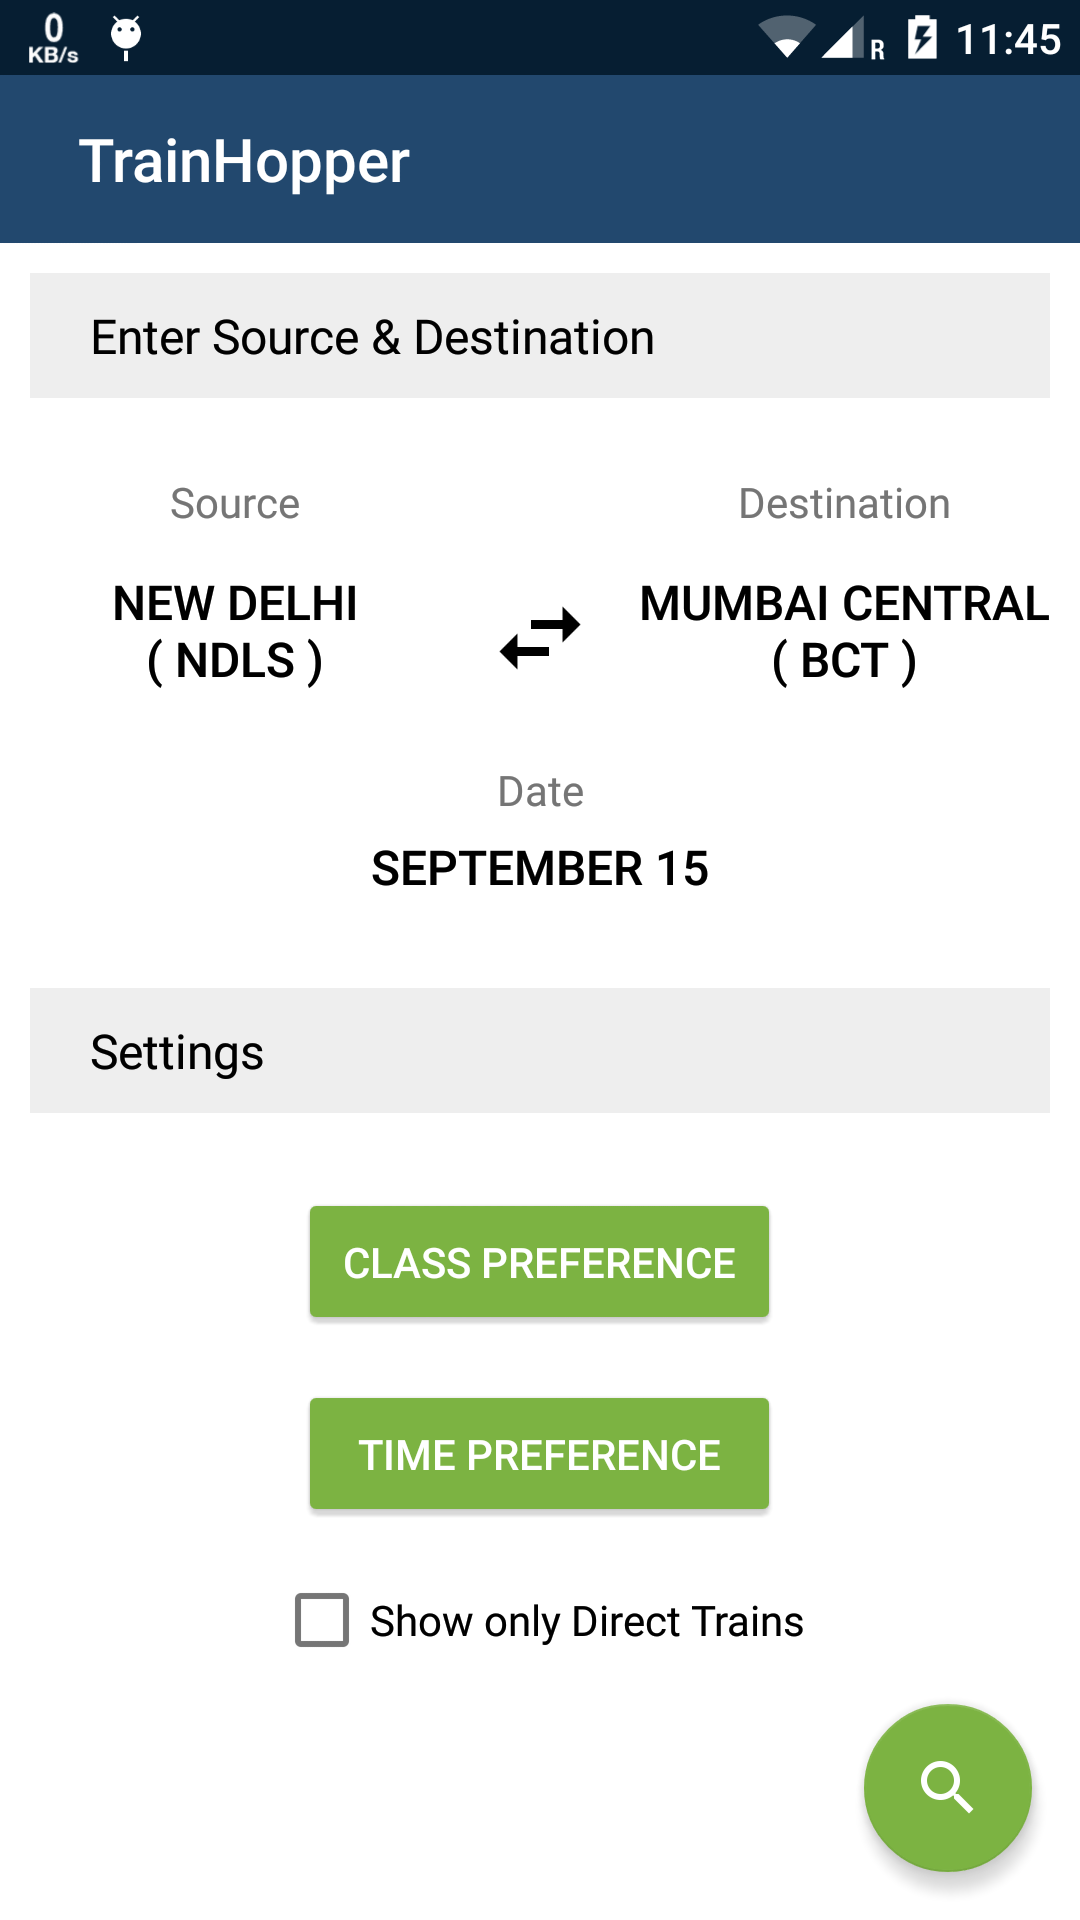 0
KB/s
R
11:45
TrainHopper
Enter Source & Destination
Source
Destination
NEW DELHI
( NDLS )
MUMBAI CENTRAL
( BCT )
Date
SEPTEMBER 15
Settings
CLASS PREFERENCE
TIME PREFERENCE
Show only Direct Trains